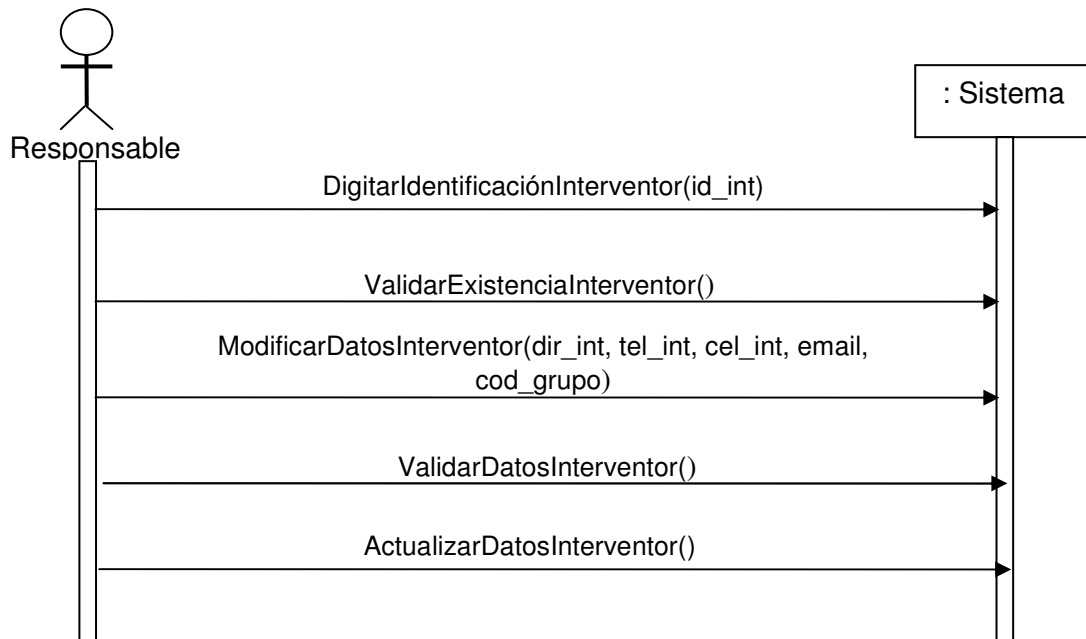 Responsable
: Sistema
DigitarIdentificaciónInterventor(id_int)
ValidarExistenciaInterventor()
ModificarDatosInterventor(dir_int, tel_int, cel_int, email,
cod_grupo)
ValidarDatosInterventor()
ActualizarDatosInterventor()